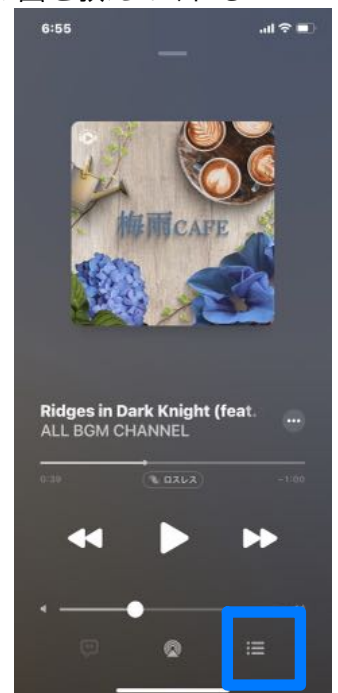 6:55
梅雨CAFE
Ridges in Dark Knight (feat.
ALL BGM CHANNEL
0:39
ロスレス
-1:00